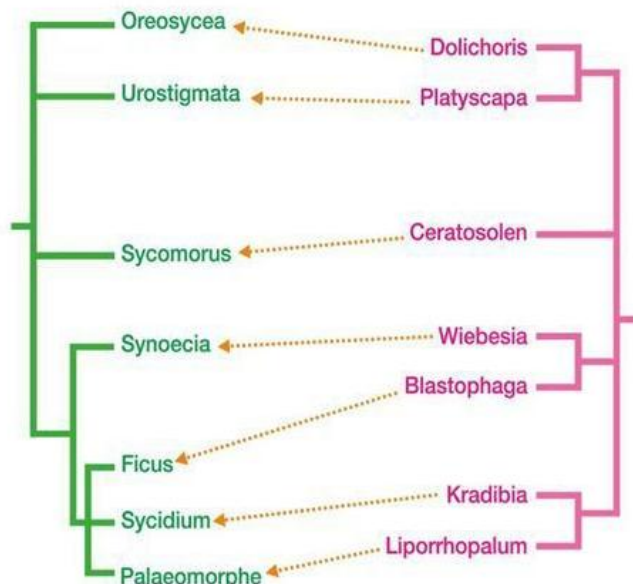 Oreosycea
Dolichoris
Urostigmata
Platyscapa
Ceratosolen
Sycomorus
Wiebesia
Synoecia
Blastophaga
Ficus
Kradibia
Sycidium
Liporrhopalum
Palaeomorphe